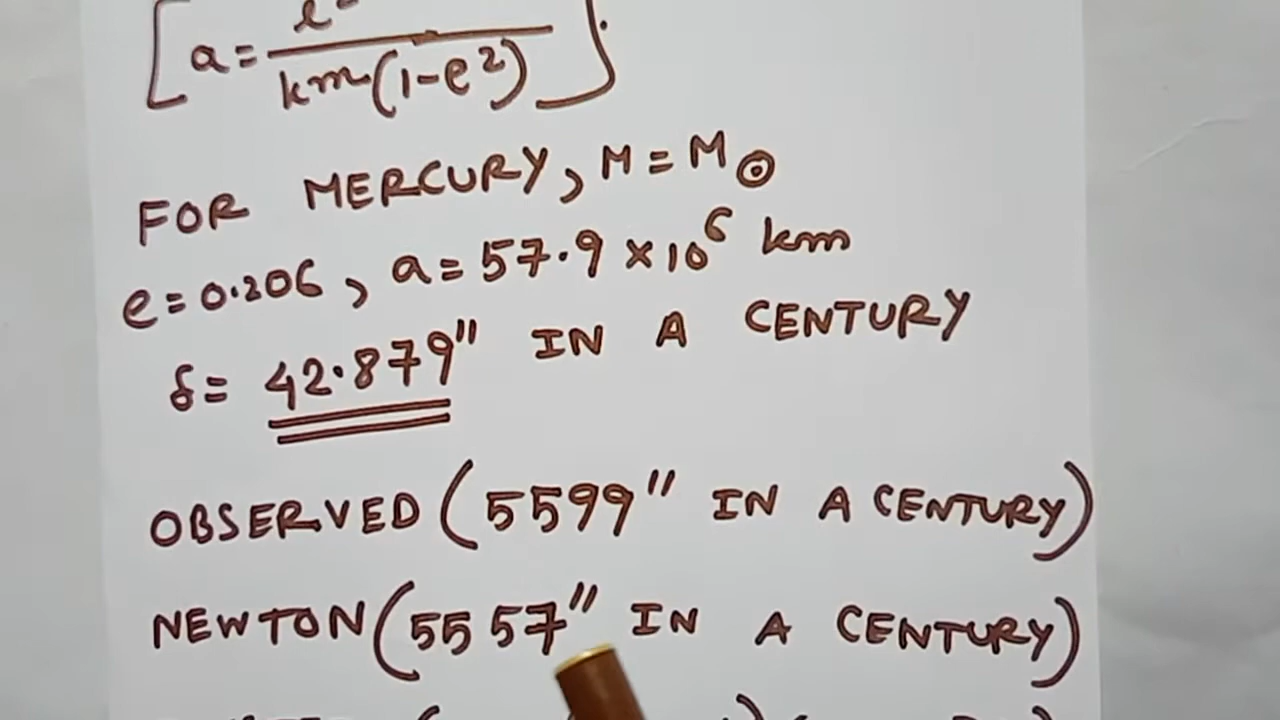 [a = l² / km(1-e²)].
FOR MERCURY, M = M☉
e = 0.206, a = 57.9 × 10⁶ km
δ = 42.879" IN A CENTURY
OBSERVED (5599" IN A CENTURY)
NEWTON (5557" IN A CENTURY)